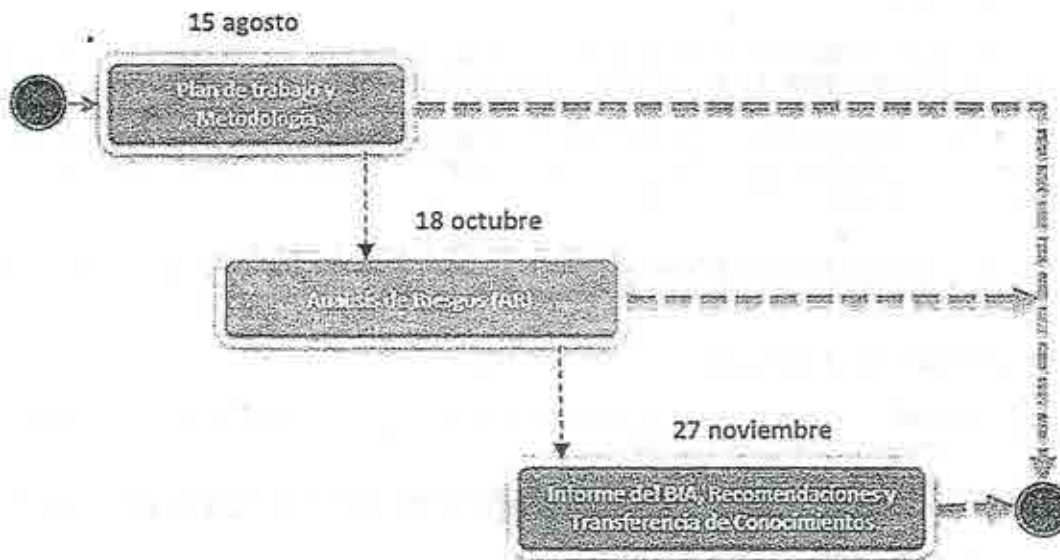 15 agosto
Plan de trabajo y
Metodología
18 octubre
Análisis de Riesgos (AR)
27 noviembre
Informe del BIA, Recomendaciones y
Transferencia de Conocimientos